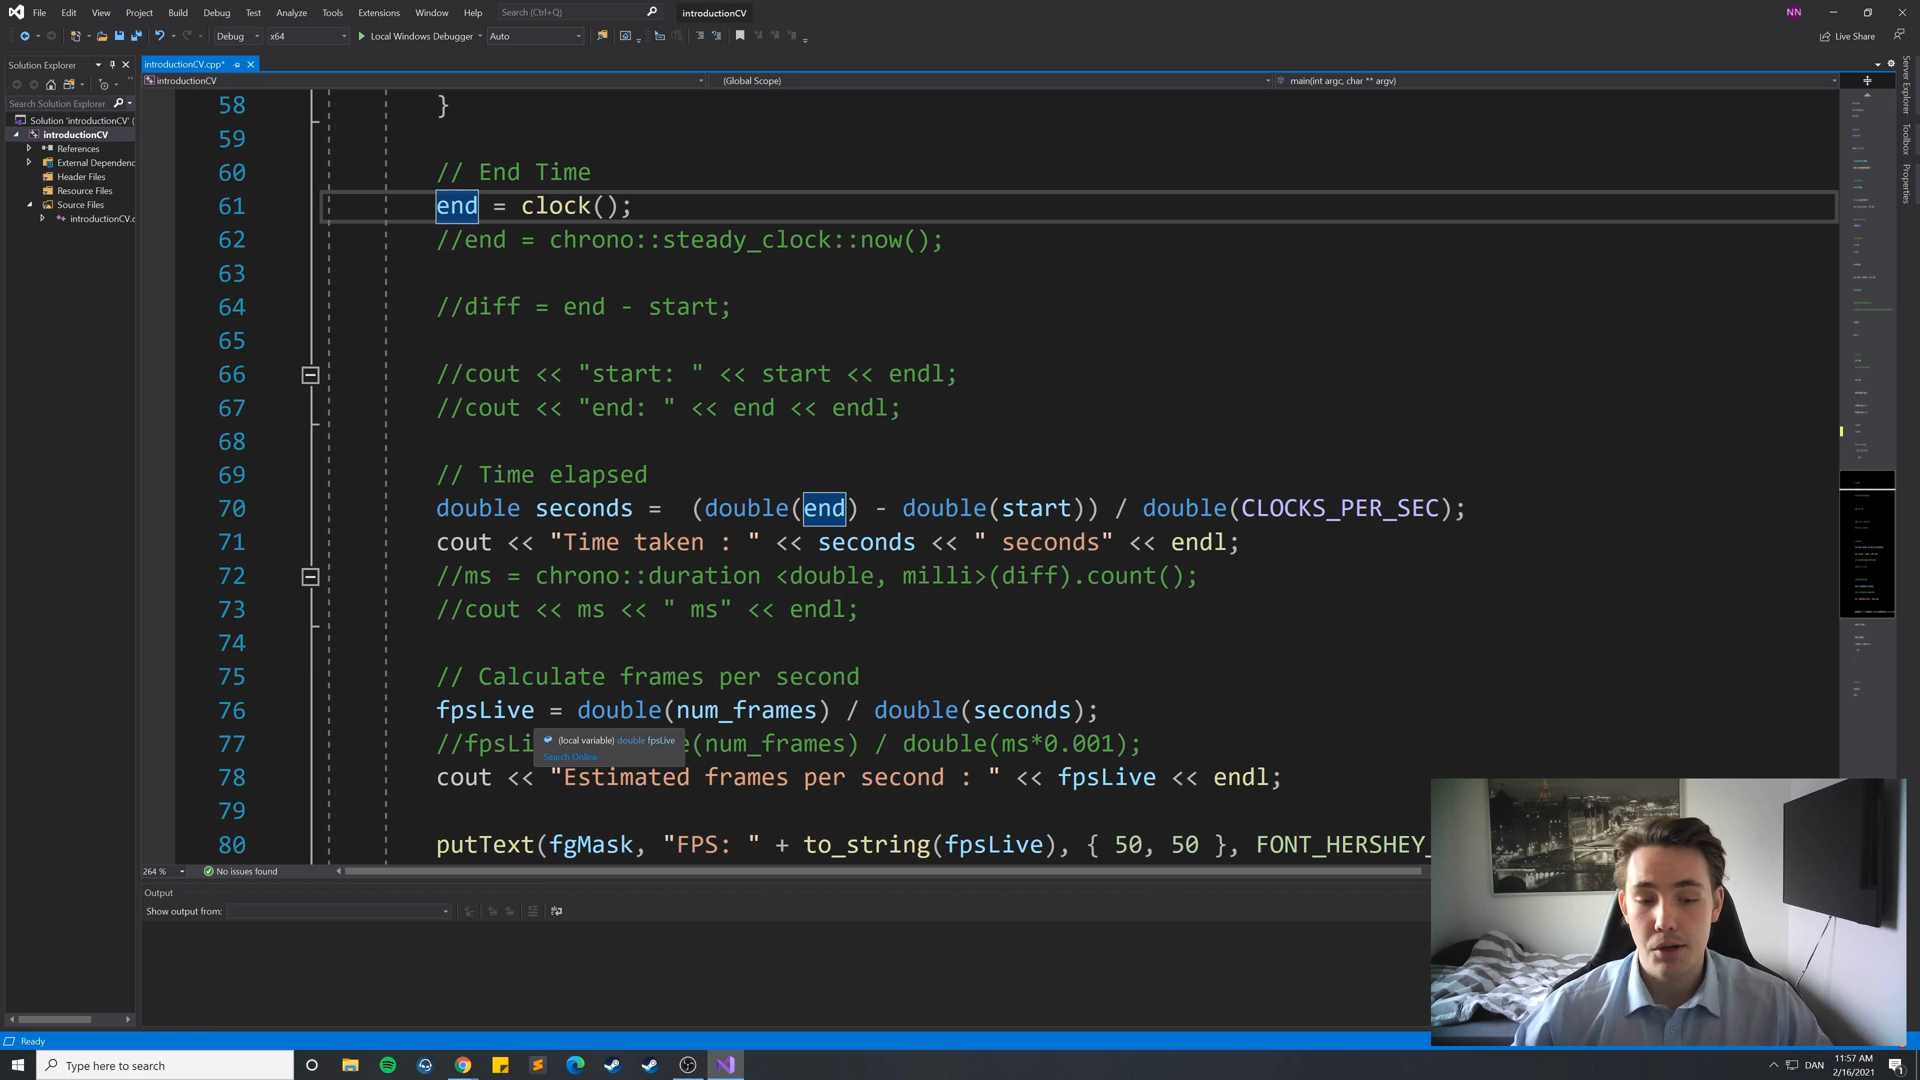 File Edit View Project Build Debug Test Analyze Tools Extensions Window Help Search (Ctrl+Q) introductionCV NN
Debug x64 Local Windows Debugger Auto Live Share
Solution Explorer
Search Solution Explorer
Solution 'introductionCV' (
introductionCV
References
External Dependenc
Header Files
Resource Files
Source Files
introductionCV.c
introductionCV.cpp*
introductionCV (Global Scope) main(int argc, char ** argv)
58 }
59
60 // End Time
61 end = clock();
62 //end = chrono::steady_clock::now();
63
64 //diff = end - start;
65
66 //cout << "start: " << start << endl;
67 //cout << "end: " << end << endl;
68
69 // Time elapsed
70 double seconds =  (double(end) - double(start)) / double(CLOCKS_PER_SEC);
71 cout << "Time taken : " << seconds << " seconds" << endl;
72 //ms = chrono::duration <double, milli>(diff).count();
73 //cout << ms << " ms" << endl;
74
75 // Calculate frames per second
76 fpsLive = double(num_frames) / double(seconds);
77 //fpsLi e(num_frames) / double(ms*0.001);
(local variable) double fpsLive
Search Online
78 cout << "Estimated frames per second : " << fpsLive << endl;
79
80 putText(fgMask, "FPS: " + to_string(fpsLive), { 50, 50 }, FONT_HERSHEY_
264 % No issues found
Output
Show output from:
Server Explorer
Toolbox
Properties
Ready
Type here to search
DAN
11:57 AM
2/16/2021
1